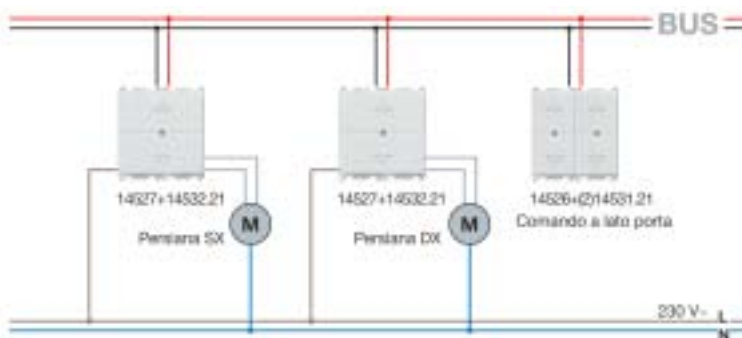 BUS
14527+14532.21
14527+14532.21
14526+(2)14531.21
Comando a lato porta
M
M
Persiana SX
Persiana DX
230 V~ L
N